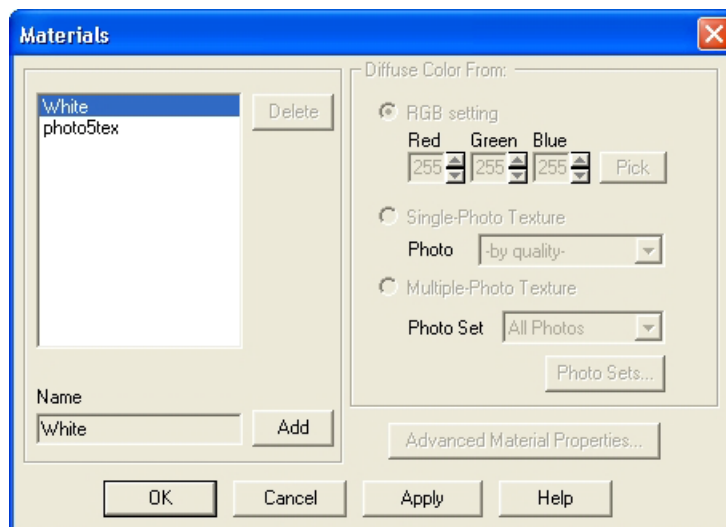 Materials
White
photo5tex
Delete
Name
White
Add
Diffuse Color From:
RGB setting
Red Green Blue
255 255 255 Pick
Single-Photo Texture
Photo -by quality-
Multiple-Photo Texture
Photo Set All Photos
Photo Sets...
Advanced Material Properties...
OK Cancel Apply Help